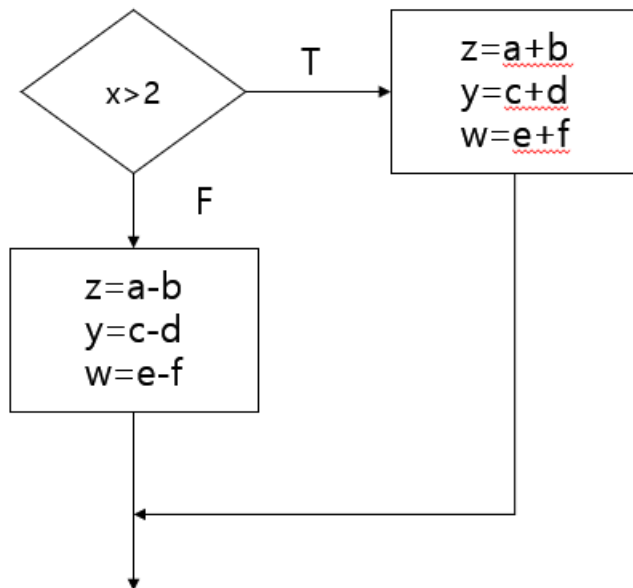 x>2
T
z=a+b
y=c+d
w=e+f
F
z=a-b
y=c-d
w=e-f